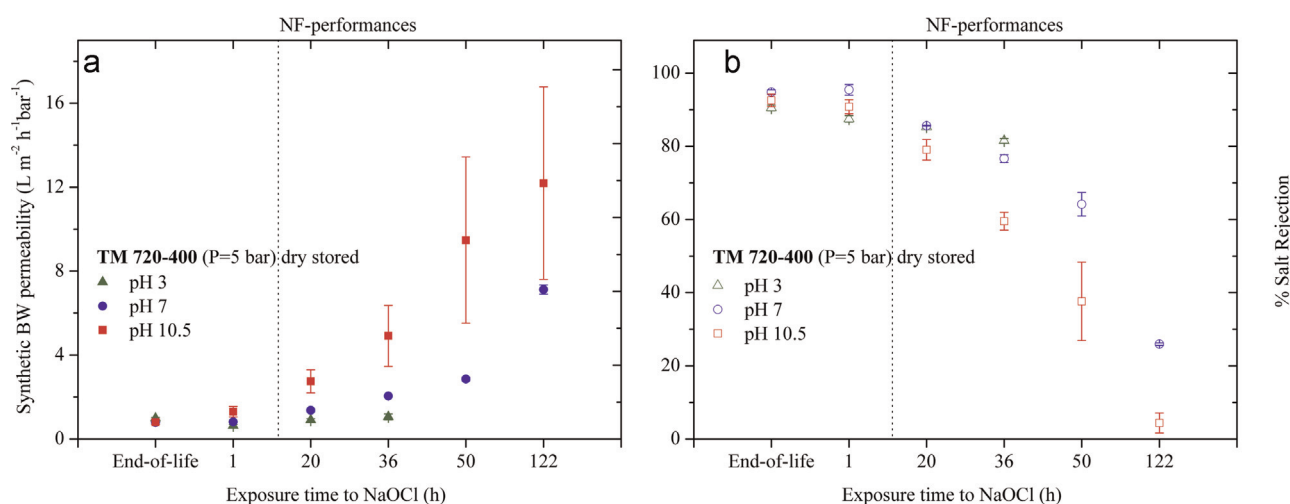 NF-performances
a
Synthetic BW permeability (L m⁻² h⁻¹bar⁻¹)
16
12
8
4
0
TM 720-400 (P=5 bar) dry stored
pH 3
pH 7
pH 10.5
End-of-life 1 20 36 50 122
Exposure time to NaOCl (h)
NF-performances
b
100
80
60
40
20
0
TM 720-400 (P=5 bar) dry stored
pH 3
pH 7
pH 10.5
End-of-life 1 20 36 50 122
Exposure time to NaOCl (h)
% Salt Rejection